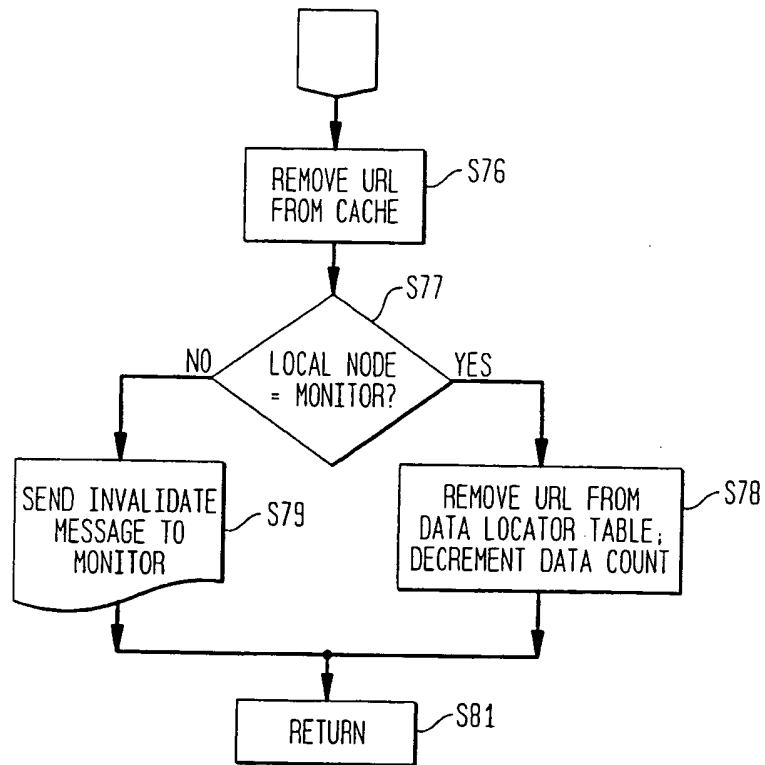 REMOVE URL
FROM CACHE
S76
S77
NO
LOCAL NODE
= MONITOR?
YES
SEND INVALIDATE
MESSAGE TO
MONITOR
S79
REMOVE URL FROM
DATA LOCATOR TABLE;
DECREMENT DATA COUNT
S78
RETURN
S81